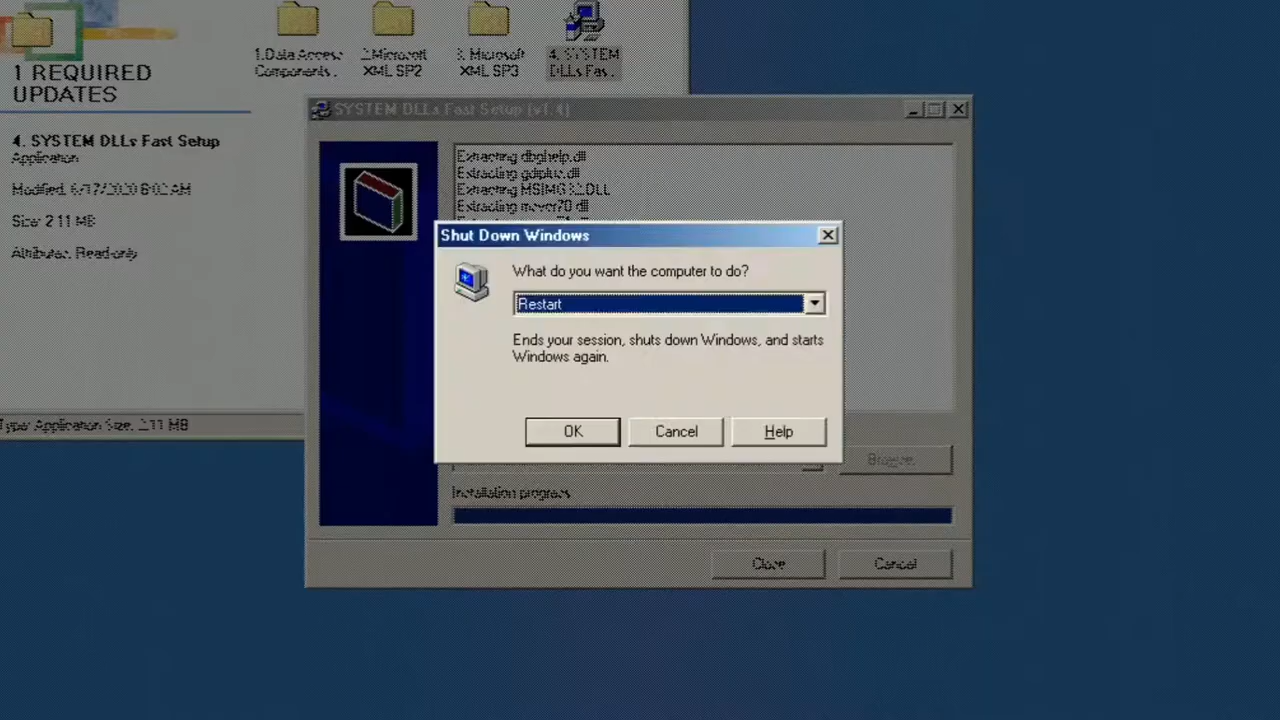 1 REQUIRED
UPDATES
4. SYSTEM DLLs Fast Setup
Application
Modified: 6/17/2020 8:02 AM
Size: 2.11 MB
Attributes: Read-only
Type: Application Size: 2.11 MB
1.Data Access
Components .
2.Microsoft
XML SP2
3. Microsoft
XML SP3
4. SYSTEM
DLLs Fas...
SYSTEM DLLs Fast Setup (v1.4)
Extracting dbghelp.dll
Extracting gdiplus.dll
Extracting MSIMG32.DLL
Extracting msvcr70.dll
Shut Down Windows
What do you want the computer to do?
Restart
Ends your session, shuts down Windows, and starts
Windows again.
OK
Cancel
Help
Browse...
Installation progress
Close
Cancel